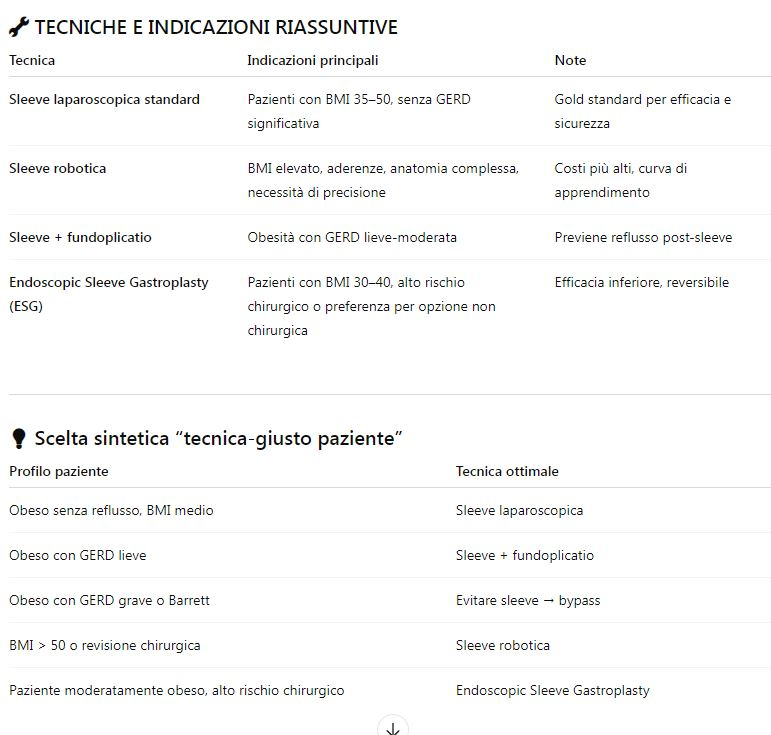 TECNICHE E INDICAZIONI RIASSUNTIVE
Tecnica Indicazioni principali Note
Sleeve laparoscopica standard Pazienti con BMI 35–50, senza GERD Gold standard per efficacia e
significativa sicurezza
Sleeve robotica BMI elevato, aderenze, anatomia complessa, Costi più alti, curva di
necessità di precisione apprendimento
Sleeve + fundoplicatio Obesità con GERD lieve-moderata Previene reflusso post-sleeve
Endoscopic Sleeve Gastroplasty Pazienti con BMI 30–40, alto rischio Efficacia inferiore, reversibile
(ESG) chirurgico o preferenza per opzione non
chirurgica
Scelta sintetica “tecnica-giusto paziente”
Profilo paziente Tecnica ottimale
Obeso senza reflusso, BMI medio Sleeve laparoscopica
Obeso con GERD lieve Sleeve + fundoplicatio
Obeso con GERD grave o Barrett Evitare sleeve → bypass
BMI > 50 o revisione chirurgica Sleeve robotica
Paziente moderatamente obeso, alto rischio chirurgico Endoscopic Sleeve Gastroplasty